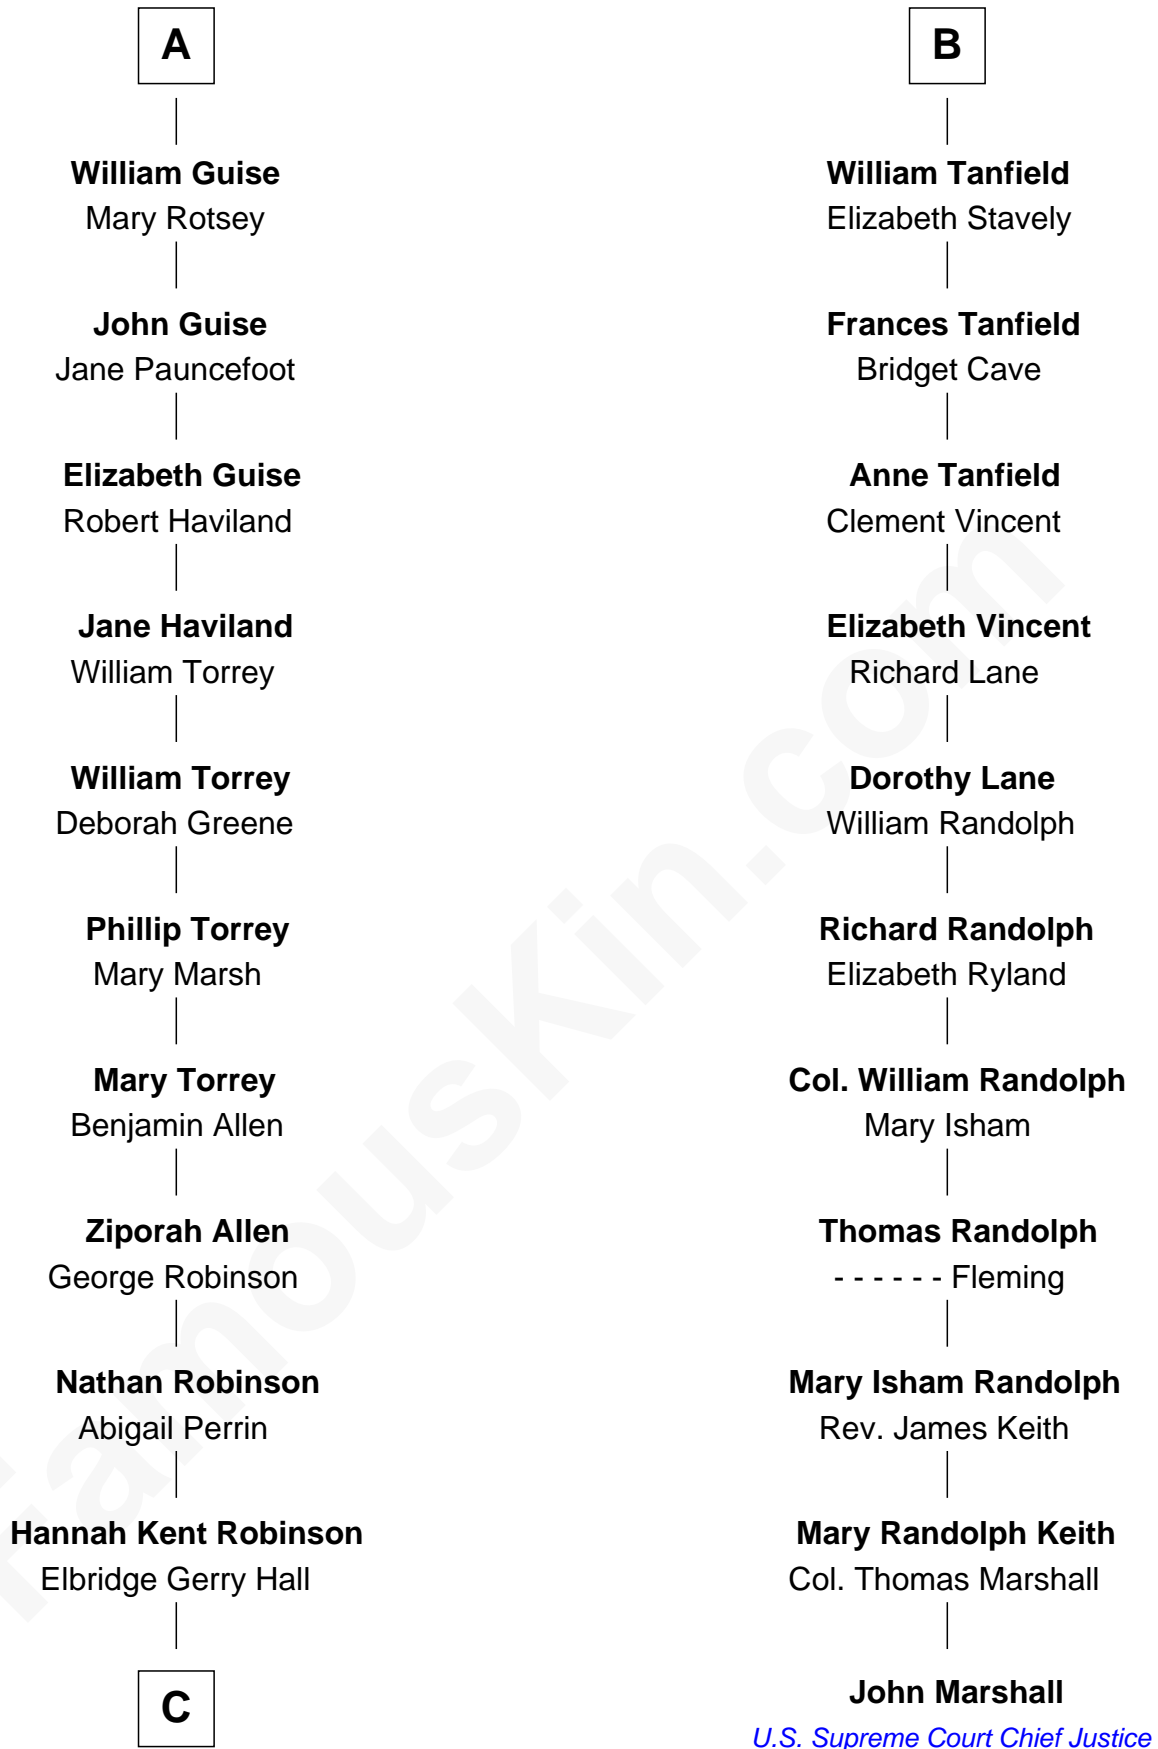 A
William Guise
Mary Rotsey
John Guise
Jane Pauncefoot
Elizabeth Guise
Robert Haviland
Jane Haviland
William Torrey
William Torrey
Deborah Greene
Phillip Torrey
Mary Marsh
Mary Torrey
Benjamin Allen
Ziporah Allen
George Robinson
Nathan Robinson
Abigail Perrin
Hannah Kent Robinson
Elbridge Gerry Hall
C
B
William Tanfield
Elizabeth Stavely
Frances Tanfield
Bridget Cave
Anne Tanfield
Clement Vincent
Elizabeth Vincent
Richard Lane
Dorothy Lane
William Randolph
Richard Randolph
Elizabeth Ryland
Col. William Randolph
Mary Isham
Thomas Randolph
- - - - - - Fleming
Mary Isham Randolph
Rev. James Keith
Mary Randolph Keith
Col. Thomas Marshall
John Marshall
U.S. Supreme Court Chief Justice
FamousKin.com